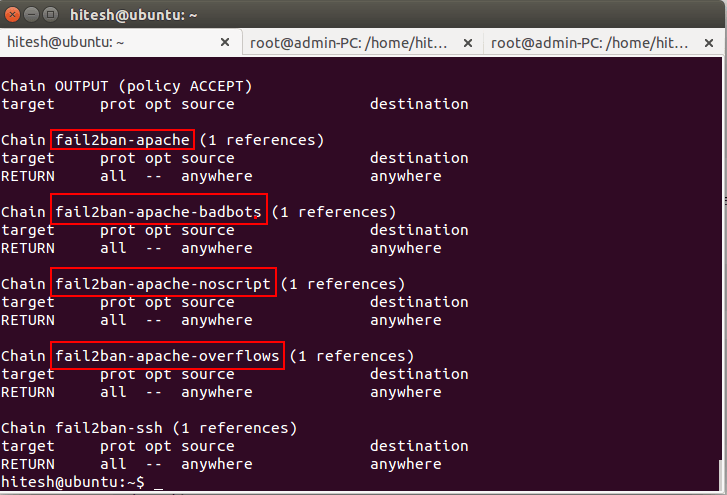 hitesh@ubuntu: ~
hitesh@ubuntu: ~ × root@admin-PC: /home/hit... × root@admin-PC: /home/hit... ×
Chain OUTPUT (policy ACCEPT)
target     prot opt source               destination
Chain fail2ban-apache (1 references)
target     prot opt source               destination
RETURN     all  --  anywhere             anywhere
Chain fail2ban-apache-badbots (1 references)
target     prot opt source               destination
RETURN     all  --  anywhere             anywhere
Chain fail2ban-apache-noscript (1 references)
target     prot opt source               destination
RETURN     all  --  anywhere             anywhere
Chain fail2ban-apache-overflows (1 references)
target     prot opt source               destination
RETURN     all  --  anywhere             anywhere
Chain fail2ban-ssh (1 references)
target     prot opt source               destination
RETURN     all  --  anywhere             anywhere
hitesh@ubuntu:~$ _